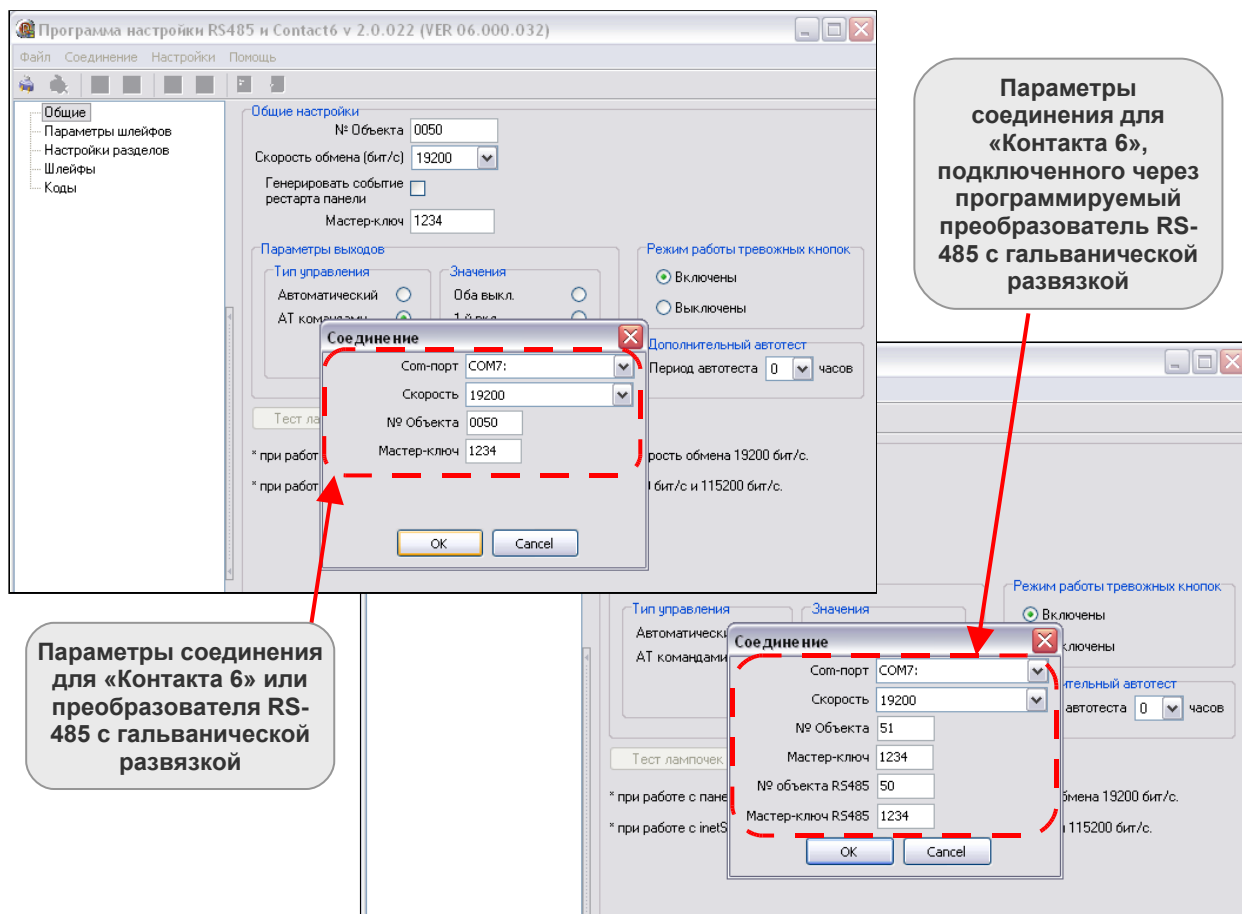 Программа настройки RS485 и Contact6 v 2.0.022 (VER 06.000.032)
Файл Соединение Настройки Помощь
Общие
Параметры шлейфов
Настройки разделов
Шлейфы
Коды
Общие настройки
№ Объекта 0050
Скорость обмена (бит/с) 19200
Генерировать событие
рестарта панели
Мастер-ключ 1234
Параметры выходов
Тип управления
Автоматический
АТ командами
Значения
Оба выкл.
1-й вкл.
Режим работы тревожных кнопок
Включены
Выключены
Дополнительный автотест
Период автотеста 0 часов
Тест ла
* при работ
рость обмена 19200 бит/с.
* при работ
0 бит/с и 115200 бит/с.
Соединение
Com-порт COM7:
Скорость 19200
№ Объекта 0050
Мастер-ключ 1234
OK Cancel
Параметры
соединения для
«Контакта 6»,
подключенного через
программируемый
преобразователь RS-
485 с гальванической
развязкой
Параметры соединения
для «Контакта 6» или
преобразователя RS-
485 с гальванической
развязкой
Тип управления
Автоматически
АТ командами
Значения
Режим работы тревожных кнопок
Включены
ключены
ительный автотест
автотеста 0 часов
Тест лампочек
* при работе с пане
бмена 19200 бит/с.
* при работе с inetS
115200 бит/с.
Соединение
Com-порт COM7:
Скорость 19200
№ Объекта 51
Мастер-ключ 1234
№ объекта RS485 50
Мастер-ключ RS485 1234
OK Cancel